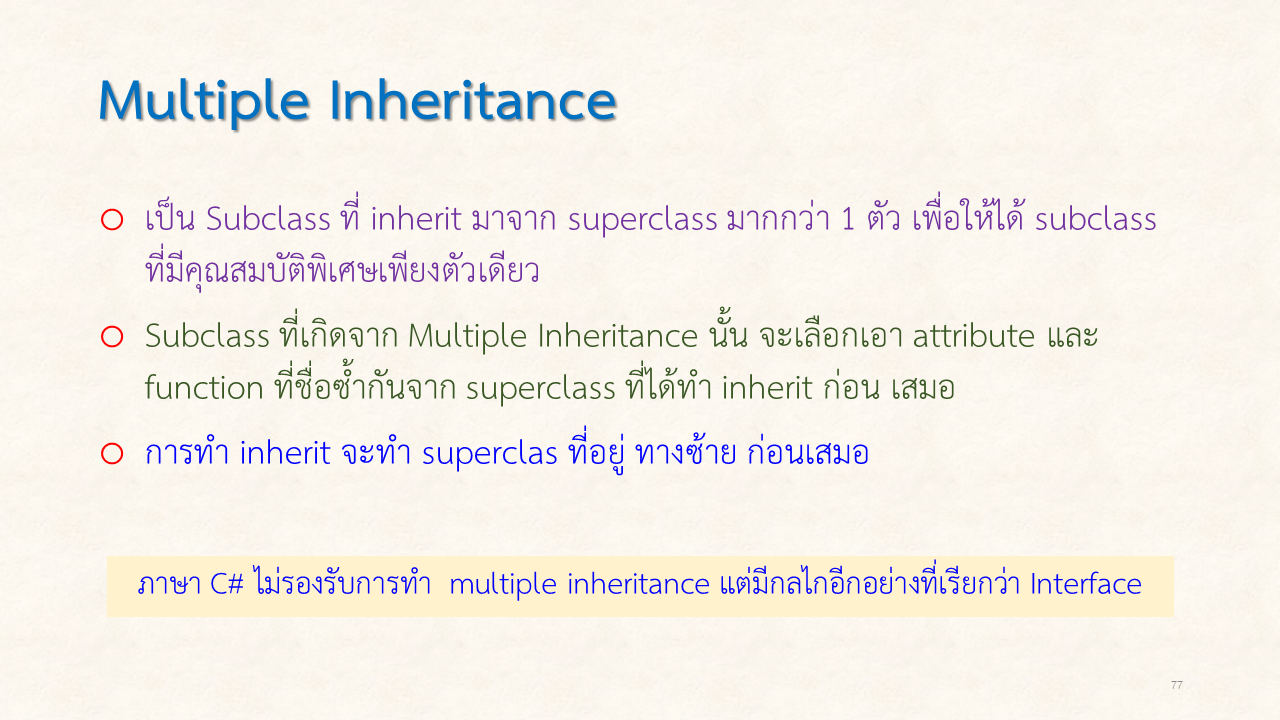 Multiple Inheritance
เป็น Subclass ที่ inherit มาจาก superclass มากกว่า 1 ตัว เพื่อให้ได้ subclass
ที่มีคุณสมบัติพิเศษเพียงตัวเดียว
Subclass ที่เกิดจาก Multiple Inheritance นั้น จะเลือกเอา attribute และ
function ที่ชื่อซ้ำกันจาก superclass ที่ได้ทำ inherit ก่อน เสมอ
การทำ inherit จะทำ superclas ที่อยู่ ทางซ้าย ก่อนเสมอ
ภาษา C# ไม่รองรับการทำ multiple inheritance แต่มีกลไกอีกอย่างที่เรียกว่า Interface
77